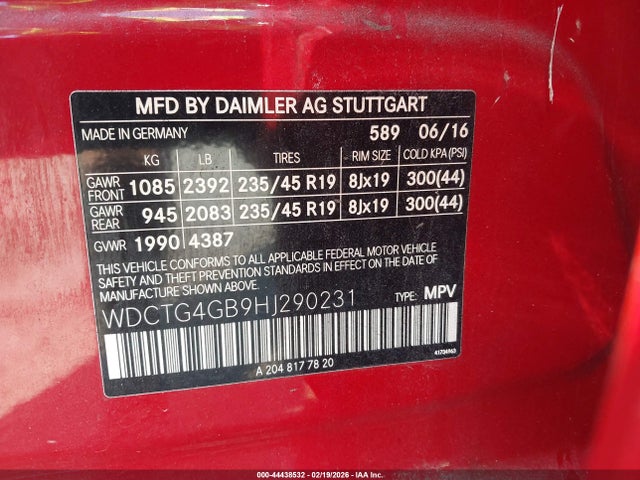 MFD BY DAIMLER AG STUTTGART
MADE IN GERMANY 589 06/16
KG LB TIRES RIM SIZE COLD KPA (PSI)
GAWR FRONT 1085 2392 235/45 R19 8Jx19 300(44)
GAWR REAR 945 2083 235/45 R19 8Jx19 300(44)
GVWR 1990 4387
THIS VEHICLE CONFORMS TO ALL APPLICABLE FEDERAL MOTOR VEHICLE
SAFETY AND THEFT PREVENTION STANDARDS IN EFFECT ON THE DATE OF
MANUFACTURE SHOWN ABOVE.
WDCTG4GB9HJ290231 TYPE: MPV
A 204 817 78 20
000-44438532 - 02/19/2026 - IAA Inc.